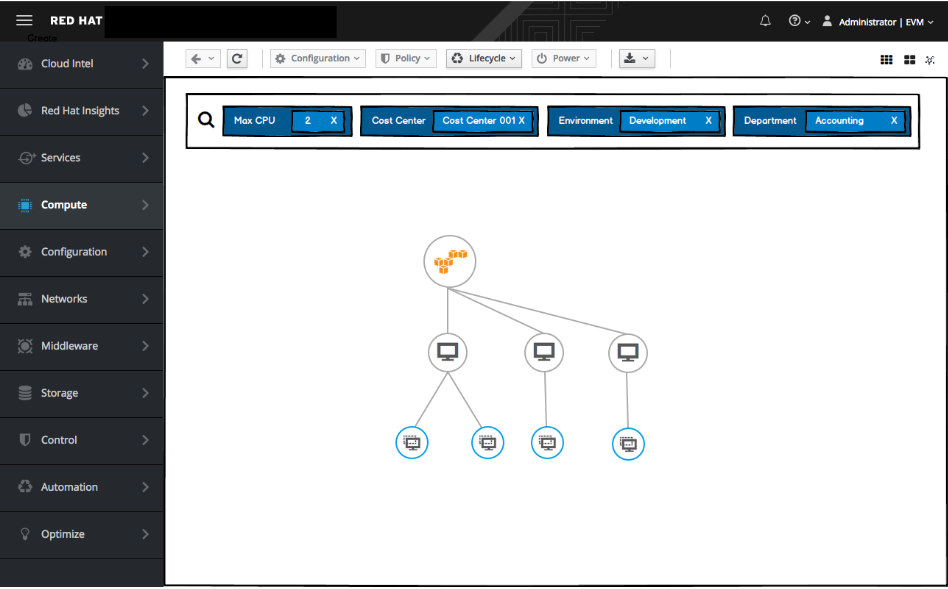 RED HAT
Administrator | EVM
Create
Cloud Intel
Red Hat Insights
Services
Compute
Configuration
Networks
Middleware
Storage
Control
Automation
Optimize
Configuration
Policy
Lifecycle
Power
Max CPU 2 X
Cost Center Cost Center 001 X
Environment Development X
Department Accounting X